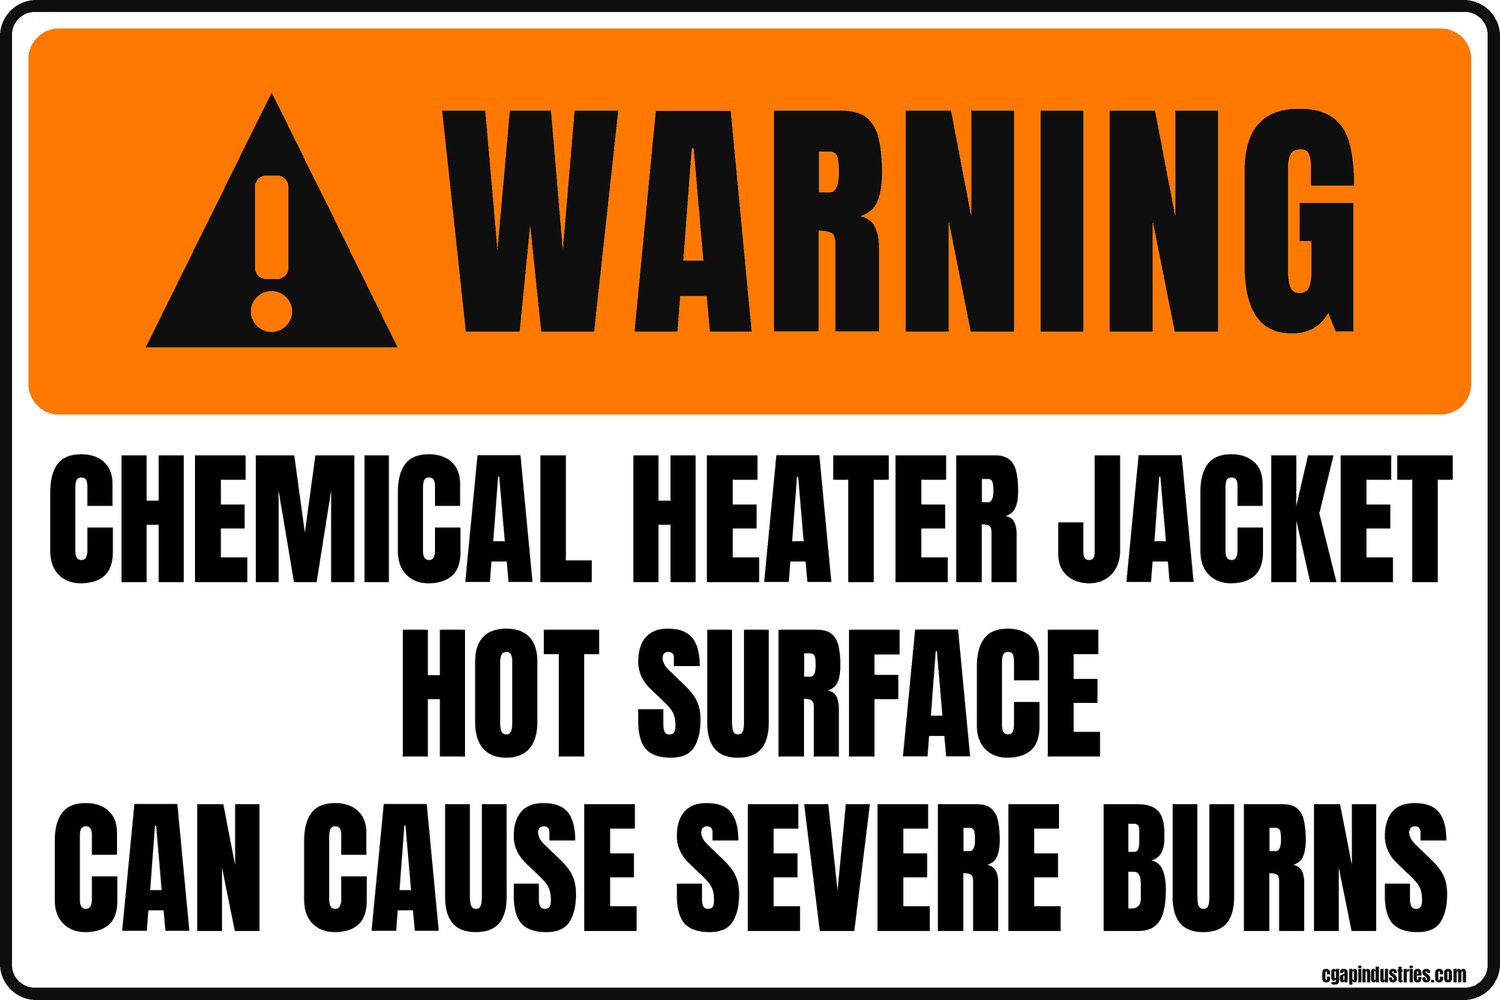 WARNING
CHEMICAL HEATER JACKET
HOT SURFACE
CAN CAUSE SEVERE BURNS
cgapindustries.com